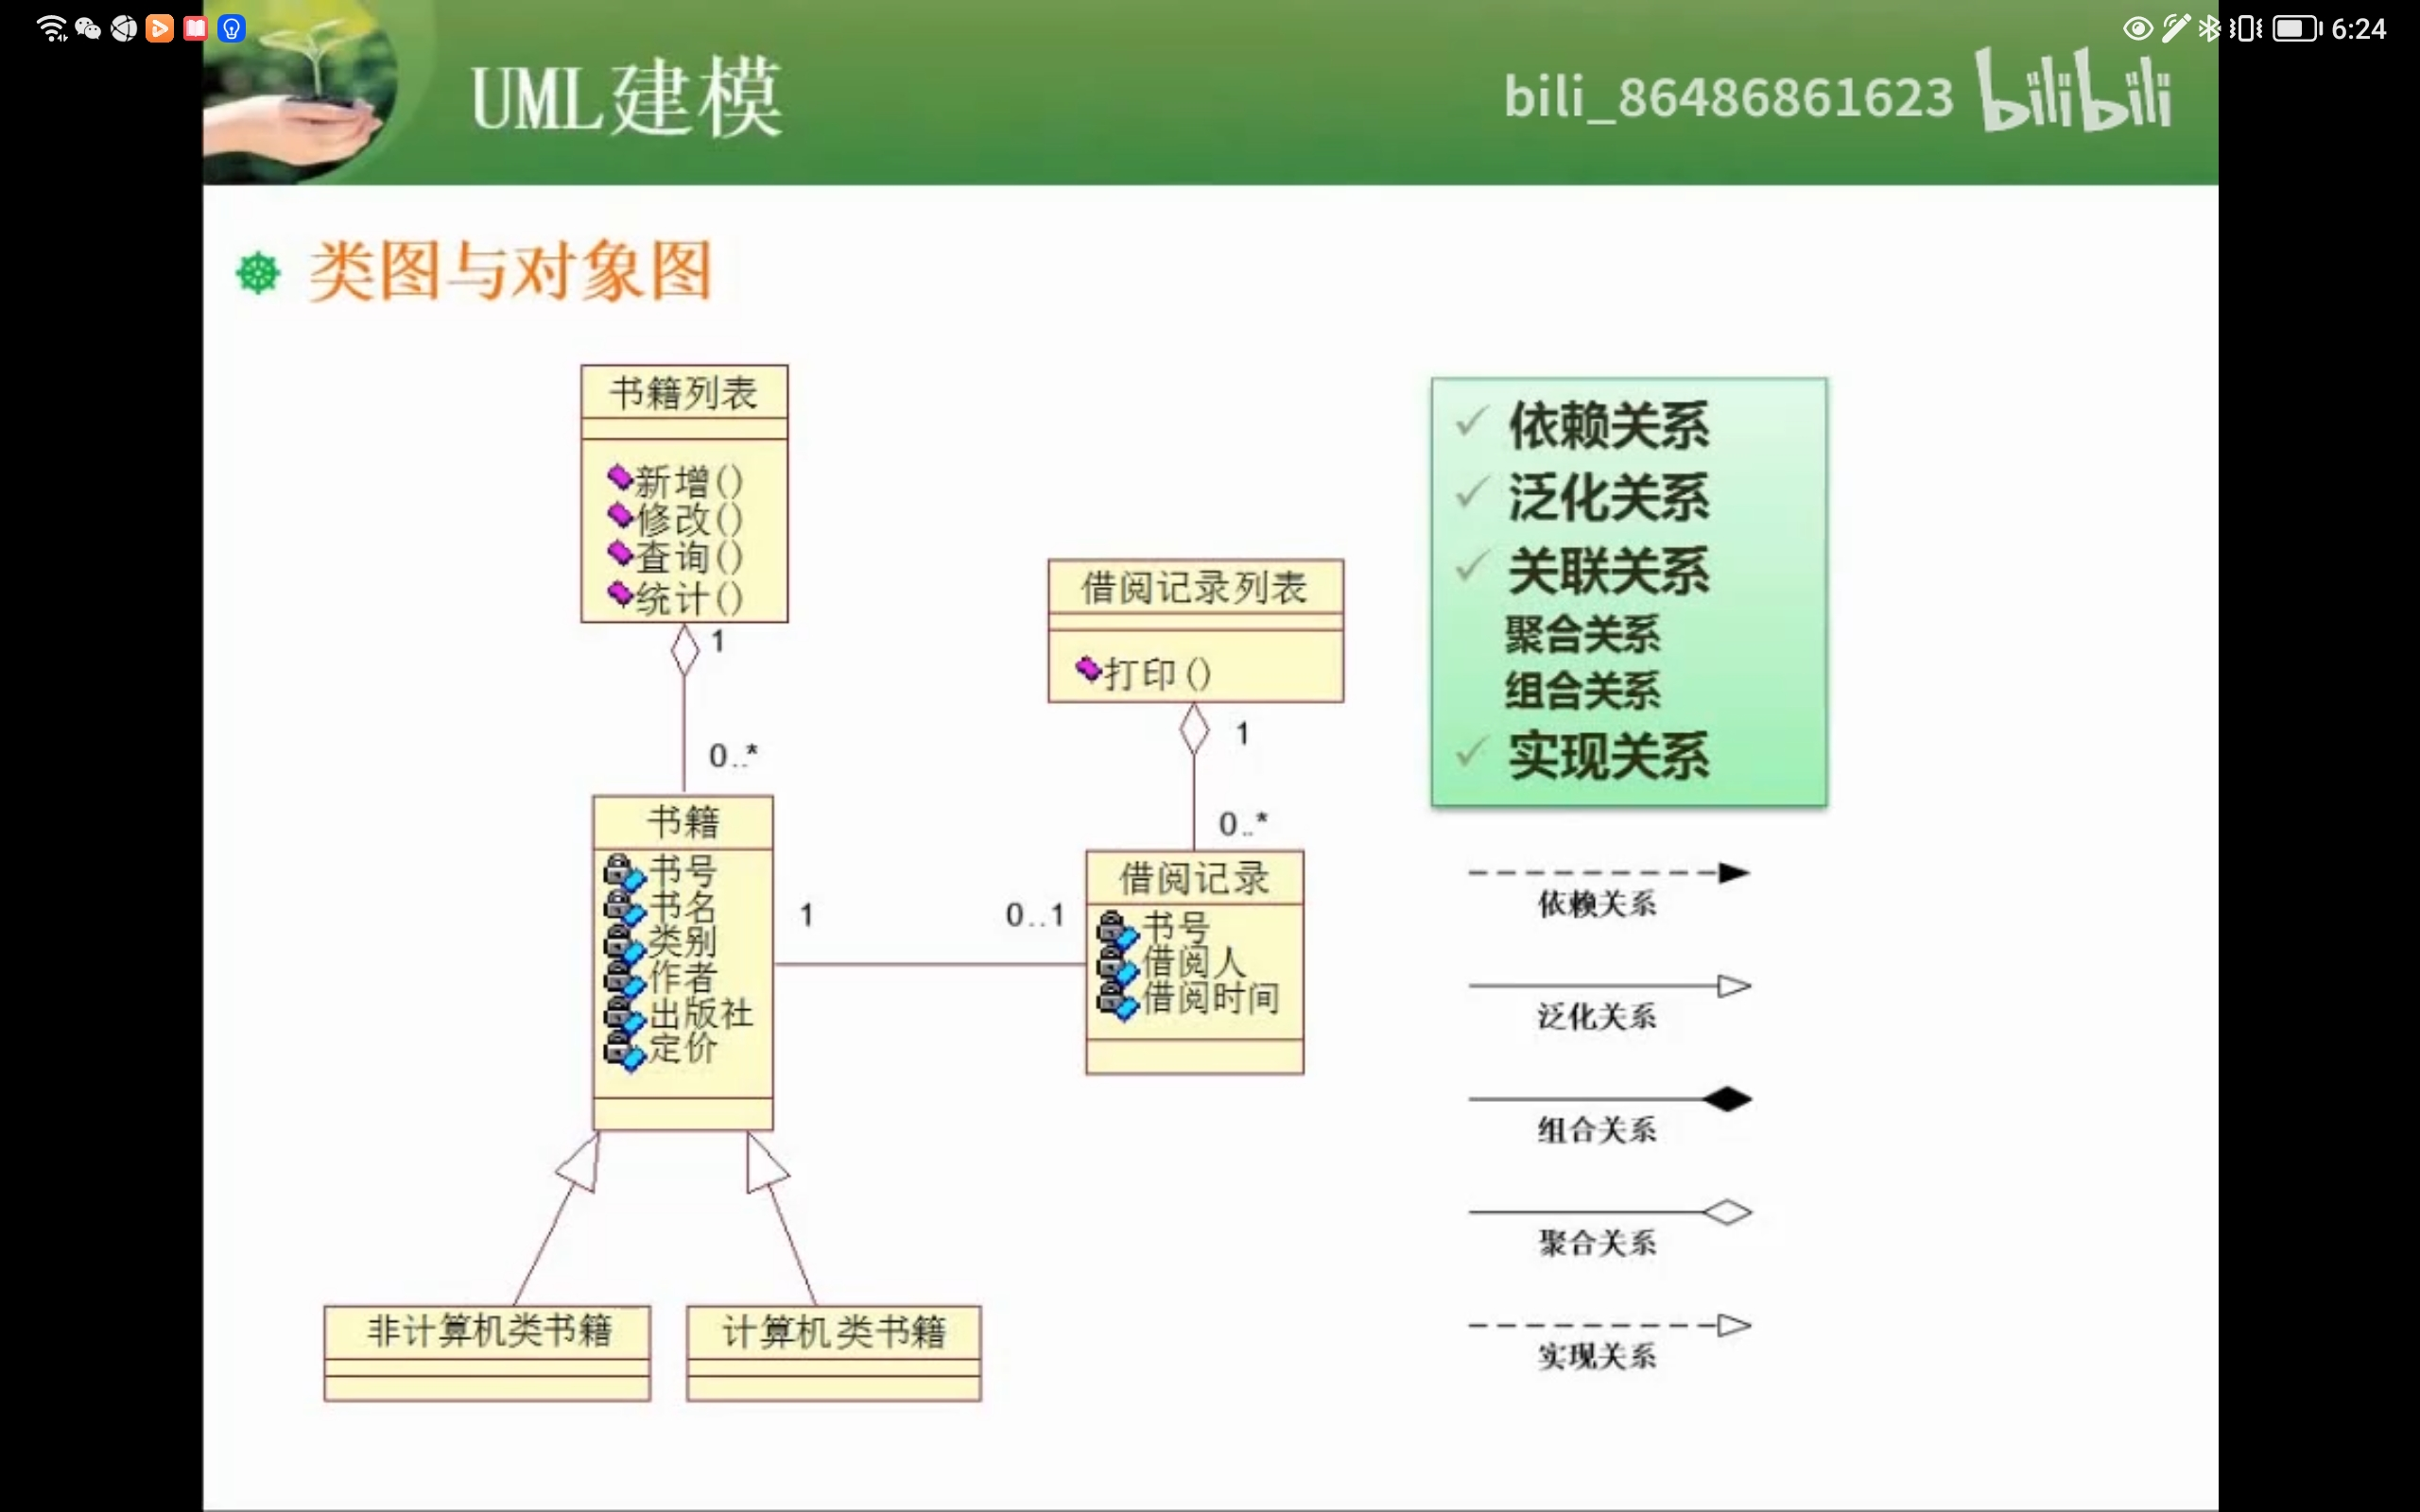 6:24
UML建模
bili_86486861623 bilibili
类图与对象图
书籍列表
新增()
修改()
查询()
统计()
1
0..*
书籍
书号
书名
类别
作者
出版社
定价
1
0..1
借阅记录列表
打印()
1
0..*
借阅记录
书号
借阅人
借阅时间
非计算机类书籍
计算机类书籍
依赖关系
泛化关系
关联关系
聚合关系
组合关系
实现关系
依赖关系
泛化关系
组合关系
聚合关系
实现关系